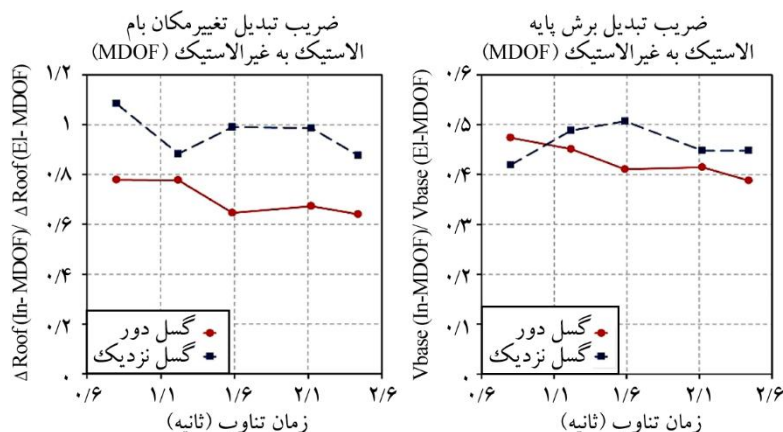 ضریب تبدیل برش پایه
الاستیک به غیرالاستیک (MDOF)
Vbase (In-MDOF)/ Vbase (El-MDOF)
۰/۶
۰/۵
۰/۴
۰/۳
۰/۲
۰/۱
۰
گسل دور
گسل نزدیک
۰/۶ ۱/۱ ۱/۶ ۲/۱ ۲/۶
زمان تناوب (ثانیه)
ضریب تبدیل تغییرمکان بام
الاستیک به غیرالاستیک (MDOF)
Δ Roof (In- MDOF)/ Δ Roof (El- MDOF)
۱/۲
۱
۰/۸
۰/۶
۰/۴
۰/۲
۰
گسل دور
گسل نزدیک
۰/۶ ۱/۱ ۱/۶ ۲/۱ ۲/۶
زمان تناوب (ثانیه)